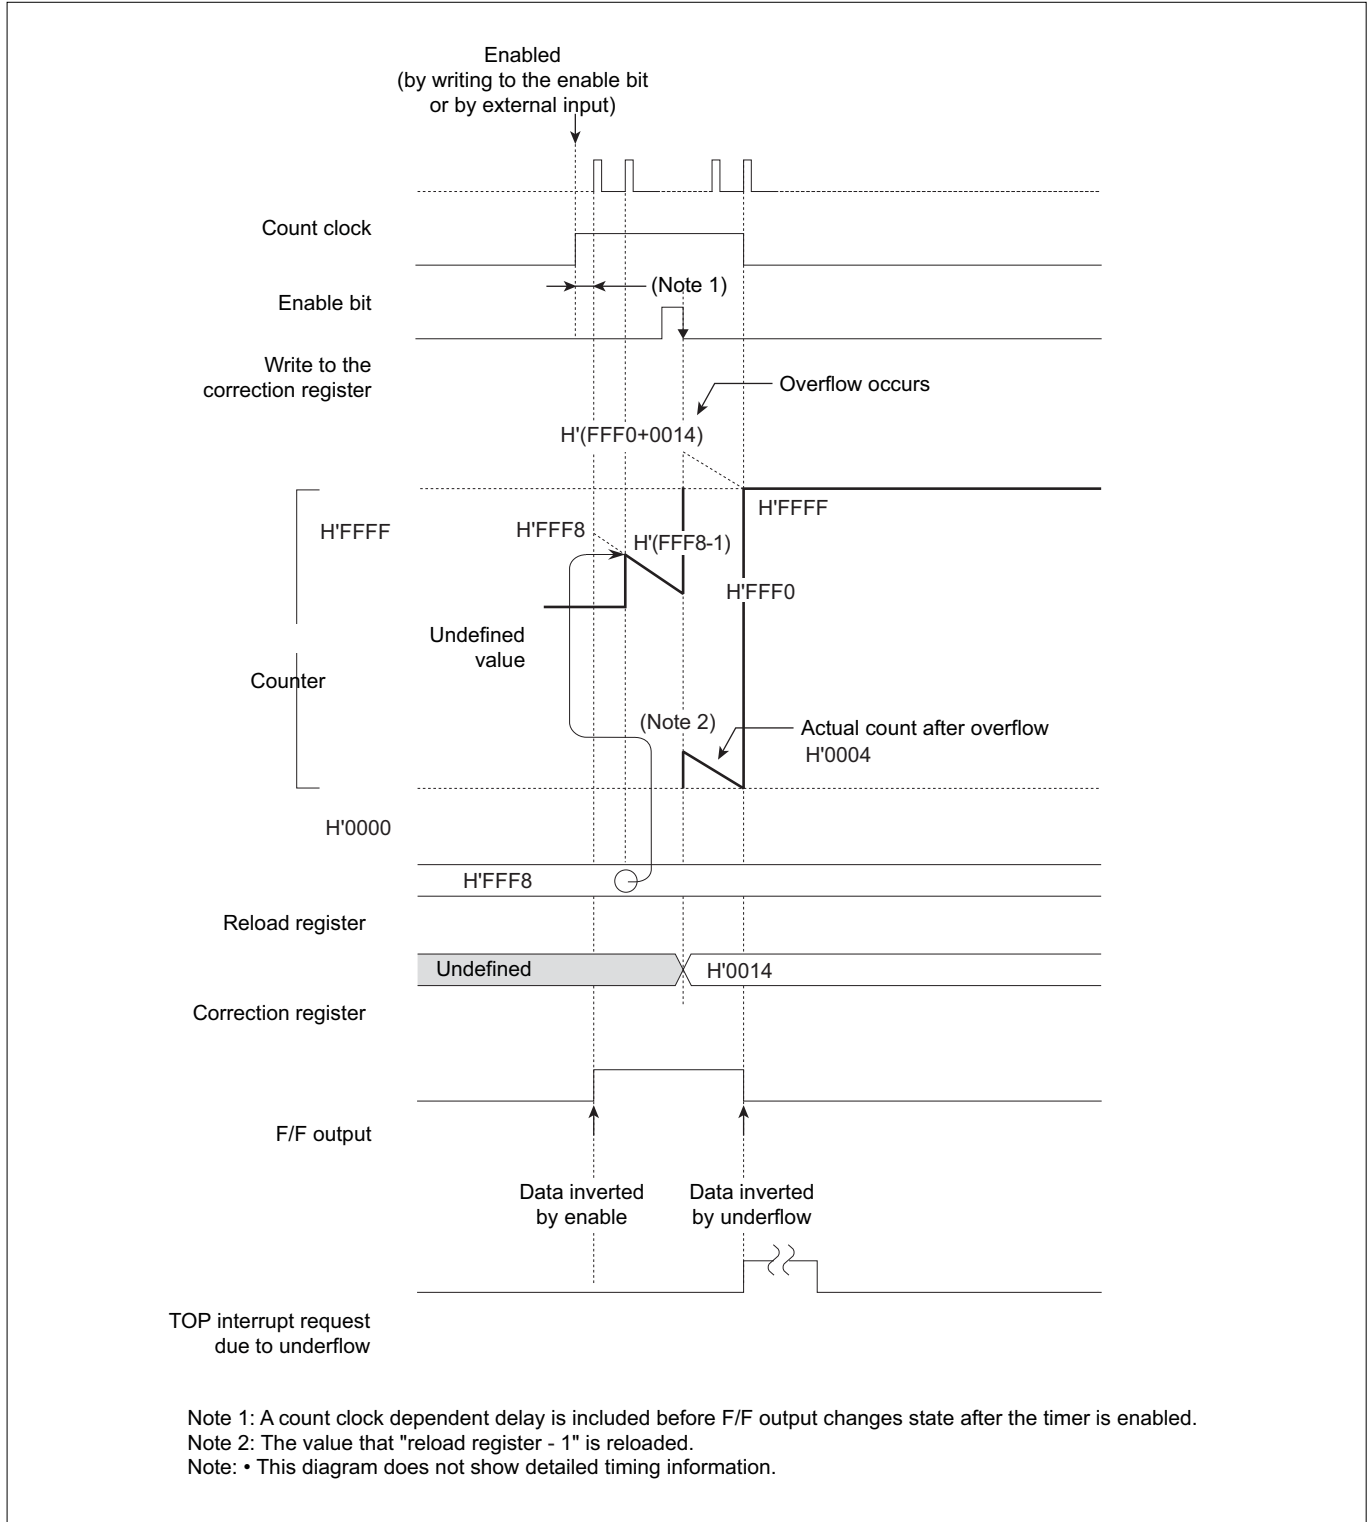 Enabled
(by writing to the enable bit
or by external input)
Count clock
Enable bit
(Note 1)
Write to the
correction register
Overflow occurs
H'(FFF0+0014)
H'FFFF
H'FFFF
H'FFF8
H'(FFF8-1)
H'FFF0
Undefined
value
Counter
(Note 2)
Actual count after overflow
H'0004
H'0000
H'FFF8
Reload register
Undefined
H'0014
Correction register
F/F output
Data inverted
by enable
Data inverted
by underflow
TOP interrupt request
due to underflow
Note 1: A count clock dependent delay is included before F/F output changes state after the timer is enabled.
Note 2: The value that "reload register - 1" is reloaded.
Note: • This diagram does not show detailed timing information.